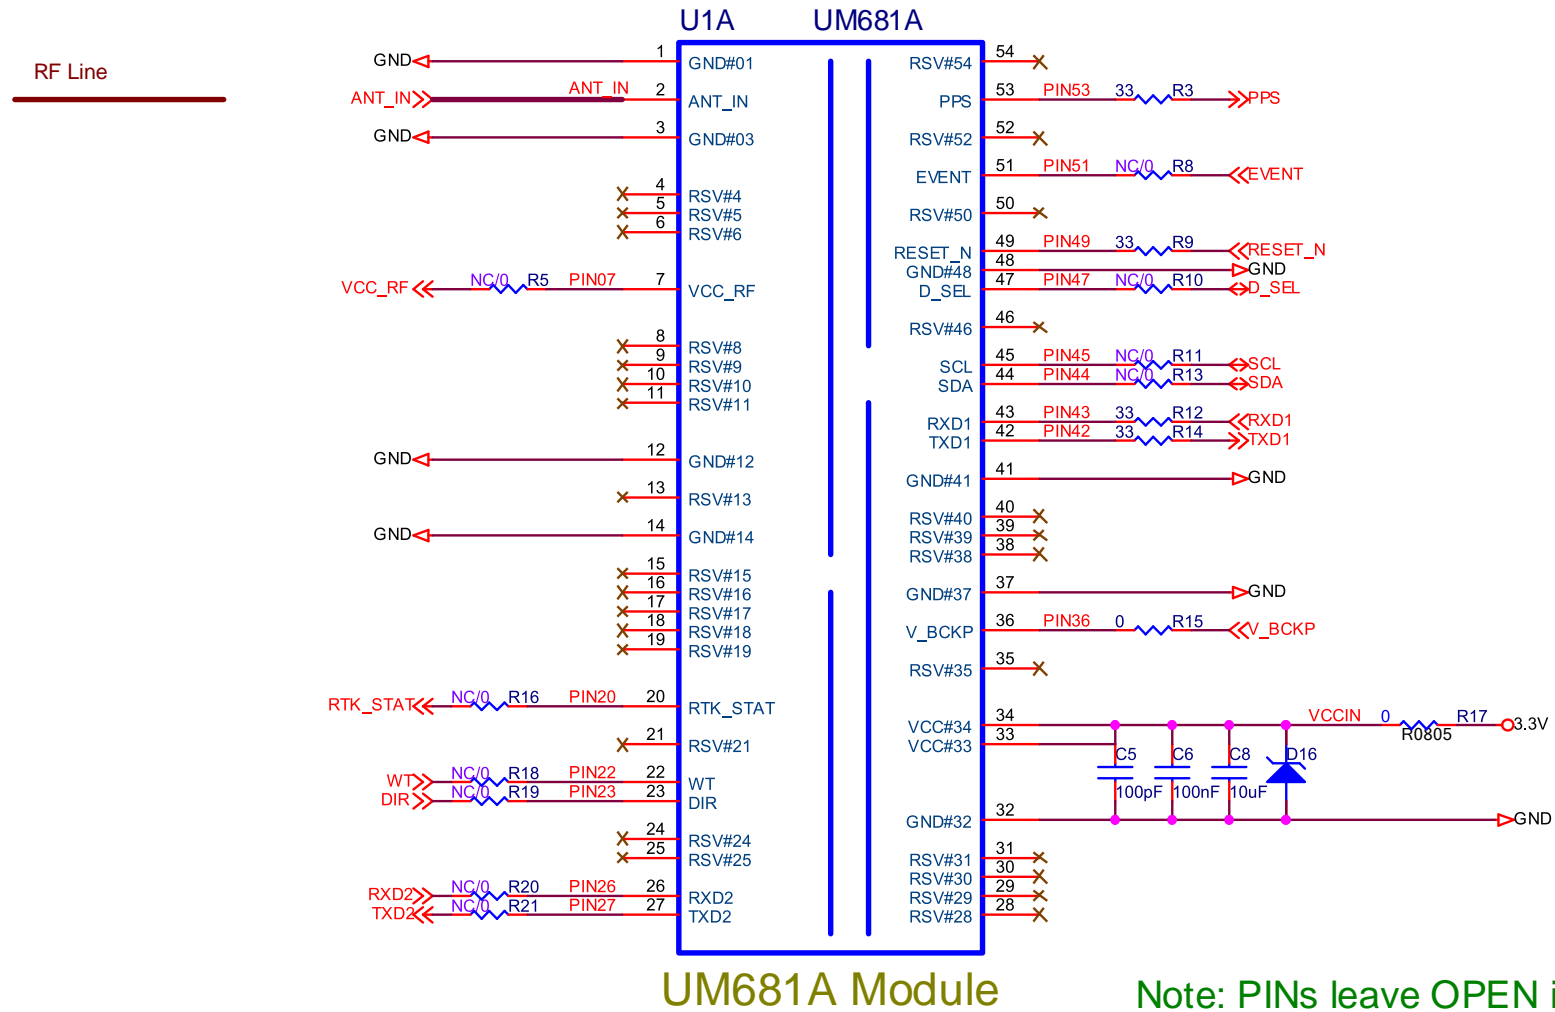 U1A UM681A
RF Line
GND 1 GND#01
ANT_IN ANT_IN 2 ANT_IN
GND 3 GND#03
4 RSV#4
5 RSV#5
6 RSV#6
VCC_RF NC/0 R5 PIN07 7 VCC_RF
8 RSV#8
9 RSV#9
10 RSV#10
11 RSV#11
GND 12 GND#12
13 RSV#13
GND 14 GND#14
15 RSV#15
16 RSV#16
17 RSV#17
18 RSV#18
19 RSV#19
RTK_STAT NC/0 R16 PIN20 20 RTK_STAT
21 RSV#21
WT NC/0 R18 PIN22 22 WT
DIR NC/0 R19 PIN23 23 DIR
24 RSV#24
25 RSV#25
RXD2 NC/0 R20 PIN26 26 RXD2
TXD2 NC/0 R21 PIN27 27 TXD2
RSV#54 54
PPS 53 PIN53 33 R3 PPS
RSV#52 52
EVENT 51 PIN51 NC/0 R8 EVENT
RSV#50 50
RESET_N 49 PIN49 33 R9 RESET_N
GND#48 48 GND
D_SEL 47 PIN47 NC/0 R10 D_SEL
RSV#46 46
SCL 45 PIN45 NC/0 R11 SCL
SDA 44 PIN44 NC/0 R13 SDA
RXD1 43 PIN43 33 R12 RXD1
TXD1 42 PIN42 33 R14 TXD1
GND#41 41 GND
RSV#40 40
RSV#39 39
RSV#38 38
GND#37 37 GND
V_BCKP 36 PIN36 0 R15 V_BCKP
RSV#35 35
VCC#34 34 VCCIN 0 R17 3.3V
R0805
VCC#33 33
C5 C6 C8 D16
100pF 100nF 10uF
GND#32 32 GND
RSV#31 31
RSV#30 30
RSV#29 29
RSV#28 28
UM681A Module
Note: PINs leave OPEN i